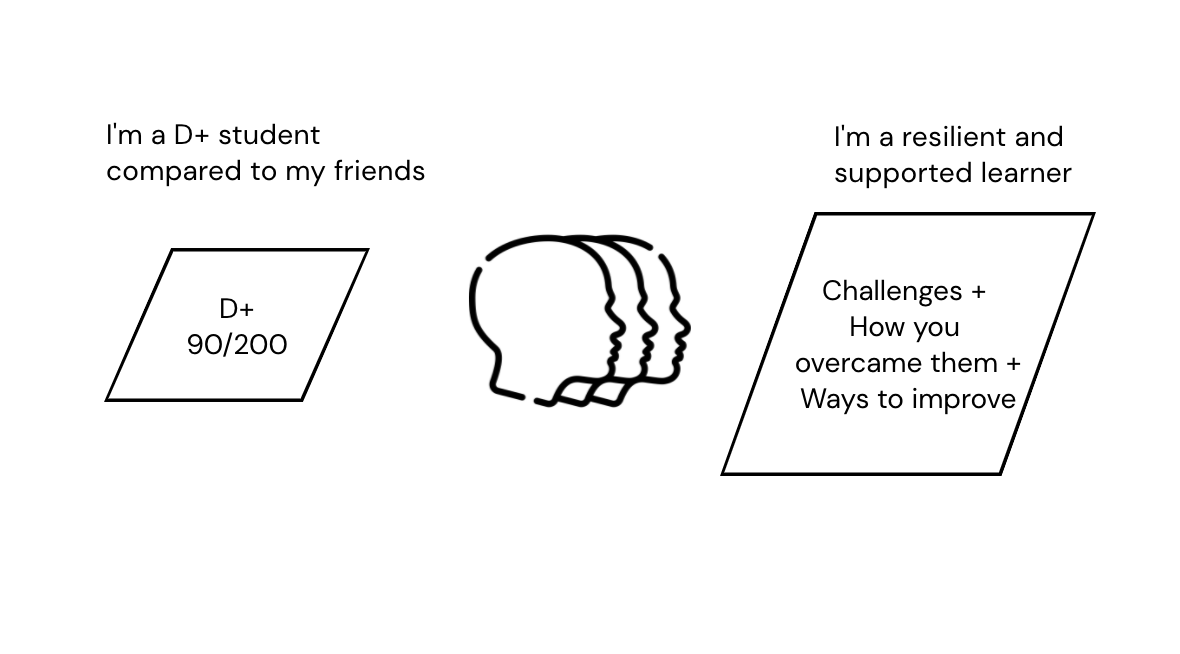 I'm a D+ student
compared to my friends
D+
90/200
I'm a resilient and
supported learner
Challenges +
How you
overcame them +
Ways to improve